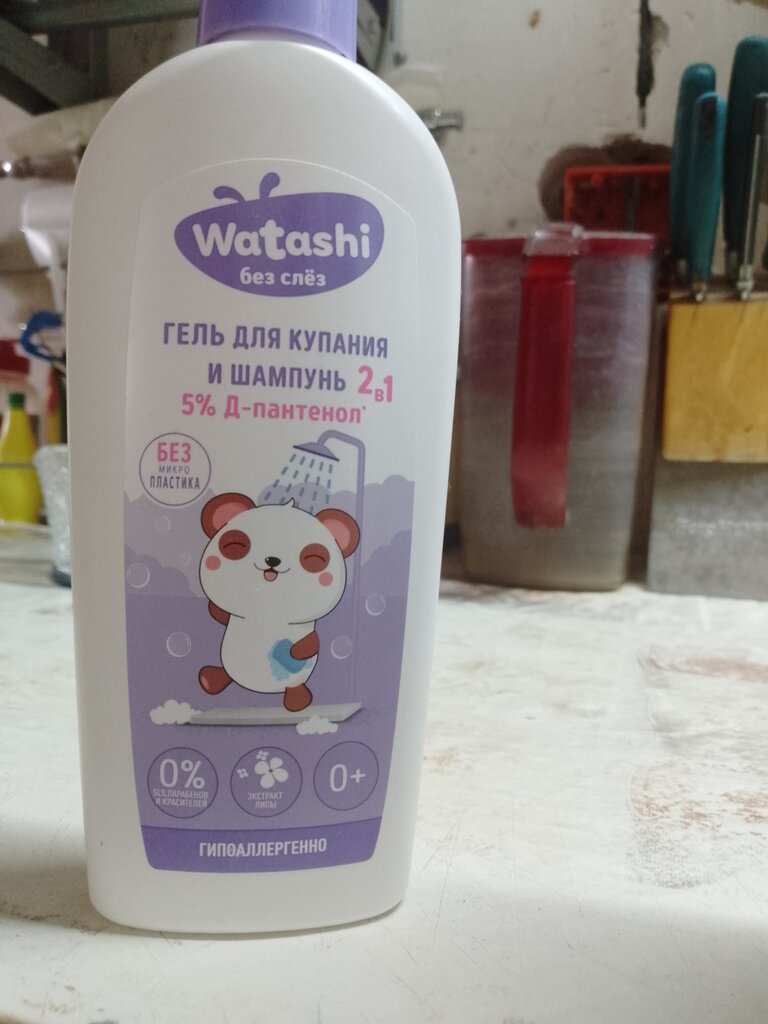 Watashi
без слёз
ГЕЛЬ ДЛЯ КУПАНИЯ
И ШАМПУНЬ 2в1
5% Д-пантенол*
БЕЗ
МИКРО
ПЛАСТИКА
0%
SLS, ПАРАБЕНОВ
И КРАСИТЕЛЕЙ
ЭКСТРАКТ
ЛИПЫ
0+
ГИПОАЛЛЕРГЕННО